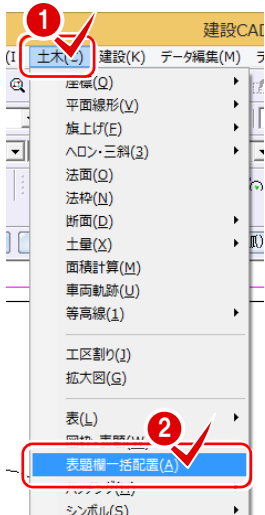 1
建設CAD
土木(C) 建設(K) データ編集(M)
座標(Q)
平面線形(V)
旗上げ(F)
ヘロン・三斜(3)
法面(O)
法枠(N)
断面(D)
土量(X)
面積計算(M)
車両軌跡(U)
等高線(1)
工区割り(J)
拡大図(G)
表(L)
2
表題欄一括配置(A)
シンボル(S)